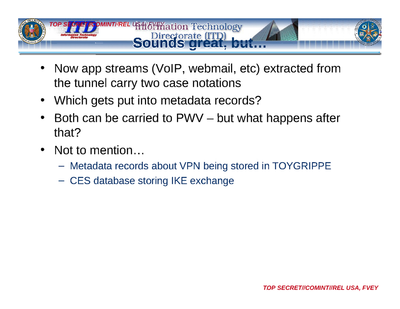 TOP SECRET//COMINT//REL USA, FVEY
ITD
Information Technology
Directorate
Information Technology
Directorate (ITD)
Sounds great, but…
• Now app streams (VoIP, webmail, etc) extracted from
the tunnel carry two case notations
• Which gets put into metadata records?
• Both can be carried to PWV – but what happens after
that?
• Not to mention…
– Metadata records about VPN being stored in TOYGRIPPE
– CES database storing IKE exchange
TOP SECRET//COMINT//REL USA, FVEY